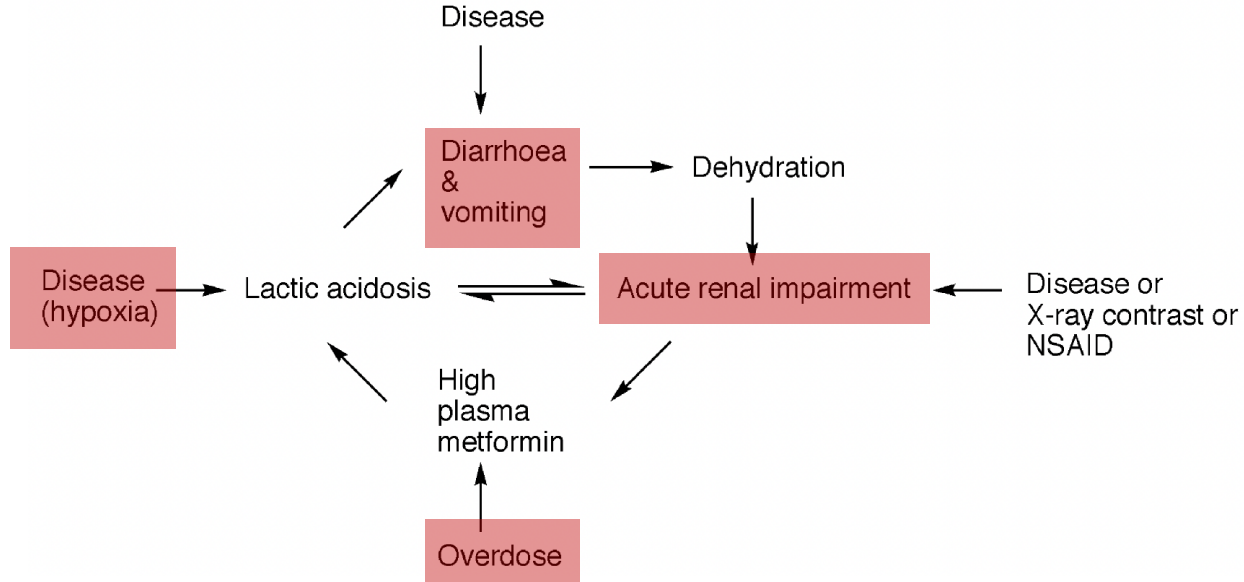 Disease
Diarrhoea
&
vomiting
Dehydration
Disease
(hypoxia)
Lactic acidosis
Acute renal impairment
Disease or
X-ray contrast or
NSAID
High
plasma
metformin
Overdose